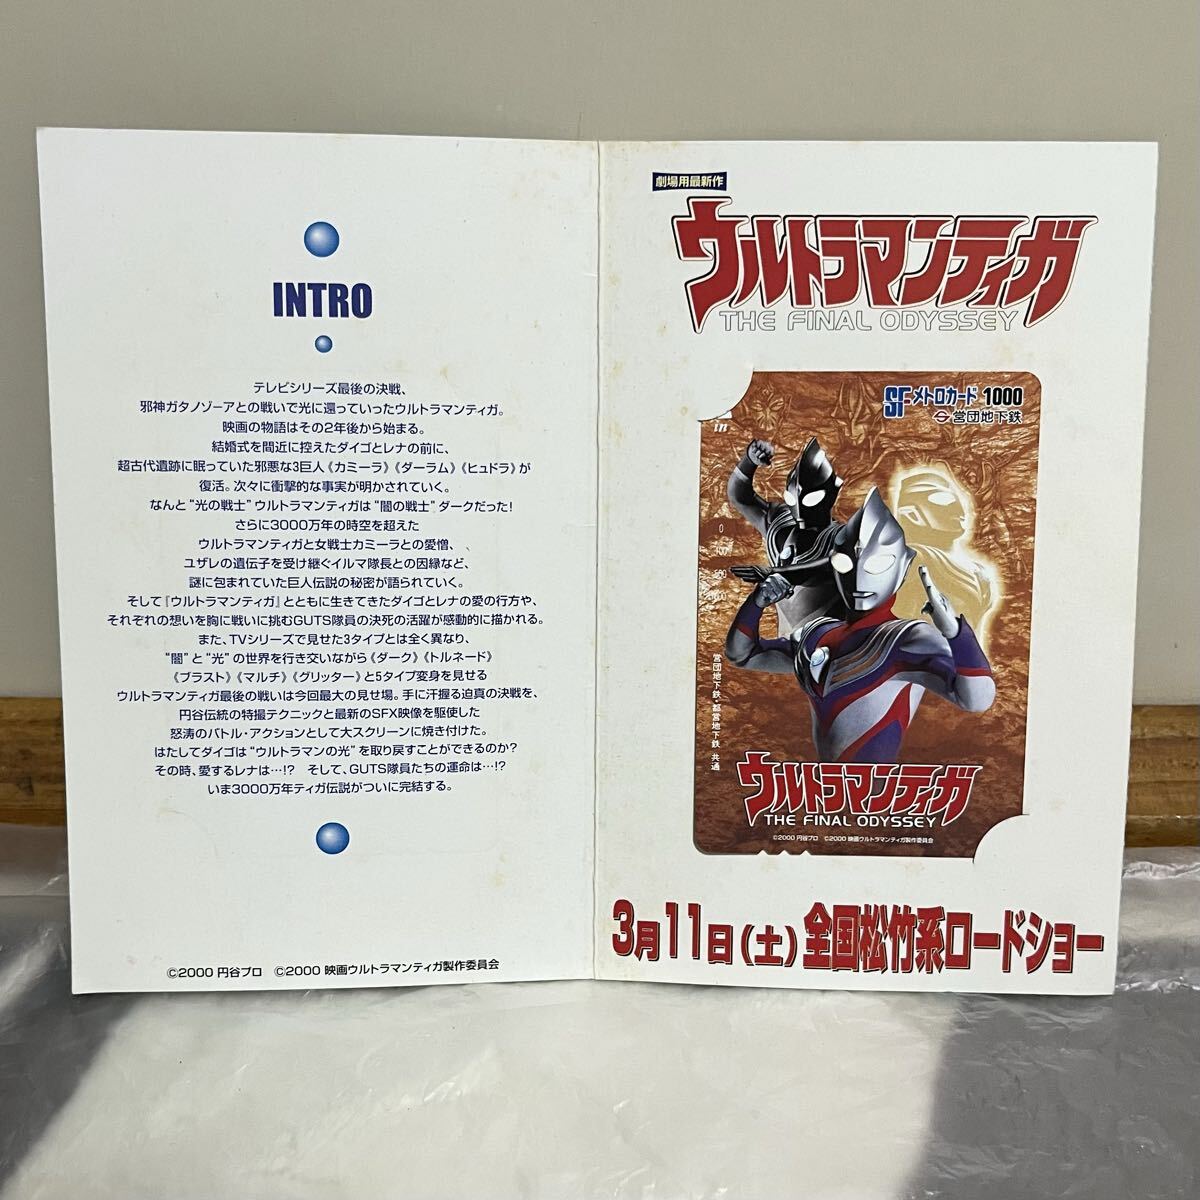 INTRO
テレビシリーズ最後の決戦、
邪神ガタノゾーアとの戦いで光に還っていったウルトラマンティガ。
映画の物語はその2年後から始まる。
結婚式を間近に控えたダイゴとレナの前に、
超古代遺跡に眠っていた邪悪な3巨人《カミーラ》《ダーラム》《ヒュドラ》が
復活。次々に衝撃的な事実が明かされていく。
なんと“光の戦士”ウルトラマンティガは“闇の戦士”ダークだった!
さらに3000万年の時空を超えた
ウルトラマンティガと女戦士カミーラとの愛憎、
ユザレの遺伝子を受け継ぐイルマ隊長との因縁など、
謎に包まれていた巨人伝説の秘密が語られていく。
そして『ウルトラマンティガ』とともに生きてきたダイゴとレナの愛の行方や、
それぞれの想いを胸に戦いに挑むGUTS隊員の決死の活躍が感動的に描かれる。
また、TVシリーズで見せた3タイプとは全く異なり、
“闇”と“光”の世界を行き交いながら《ダーク》《トルネード》
《ブラスト》《マルチ》《グリッター》と5タイプ変身を見せる
ウルトラマンティガ最後の戦いは今回最大の見せ場。手に汗握る迫真の決戦を、
円谷伝統の特撮テクニックと最新のSFX映像を駆使した
怒涛のバトル・アクションとして大スクリーンに焼き付けた。
はたしてダイゴは“ウルトラマンの光”を取り戻すことができるのか?
その時、愛するレナは…!? そして、GUTS隊員たちの運命は…!?
いま3000万年ティガ伝説がついに完結する。
©2000 円谷プロ ©2000 映画ウルトラマンティガ製作委員会
劇場用最新作
ウルトラマンティガ
THE FINAL ODYSSEY
SFメトロカード 1000
営団地下鉄
in
0
営団地下鉄・都営地下鉄 共通
ウルトラマンティガ
THE FINAL ODYSSEY
©2000 円谷プロ ©2000 映画ウルトラマンティガ製作委員会
3月11日(土)全国松竹系ロードショー